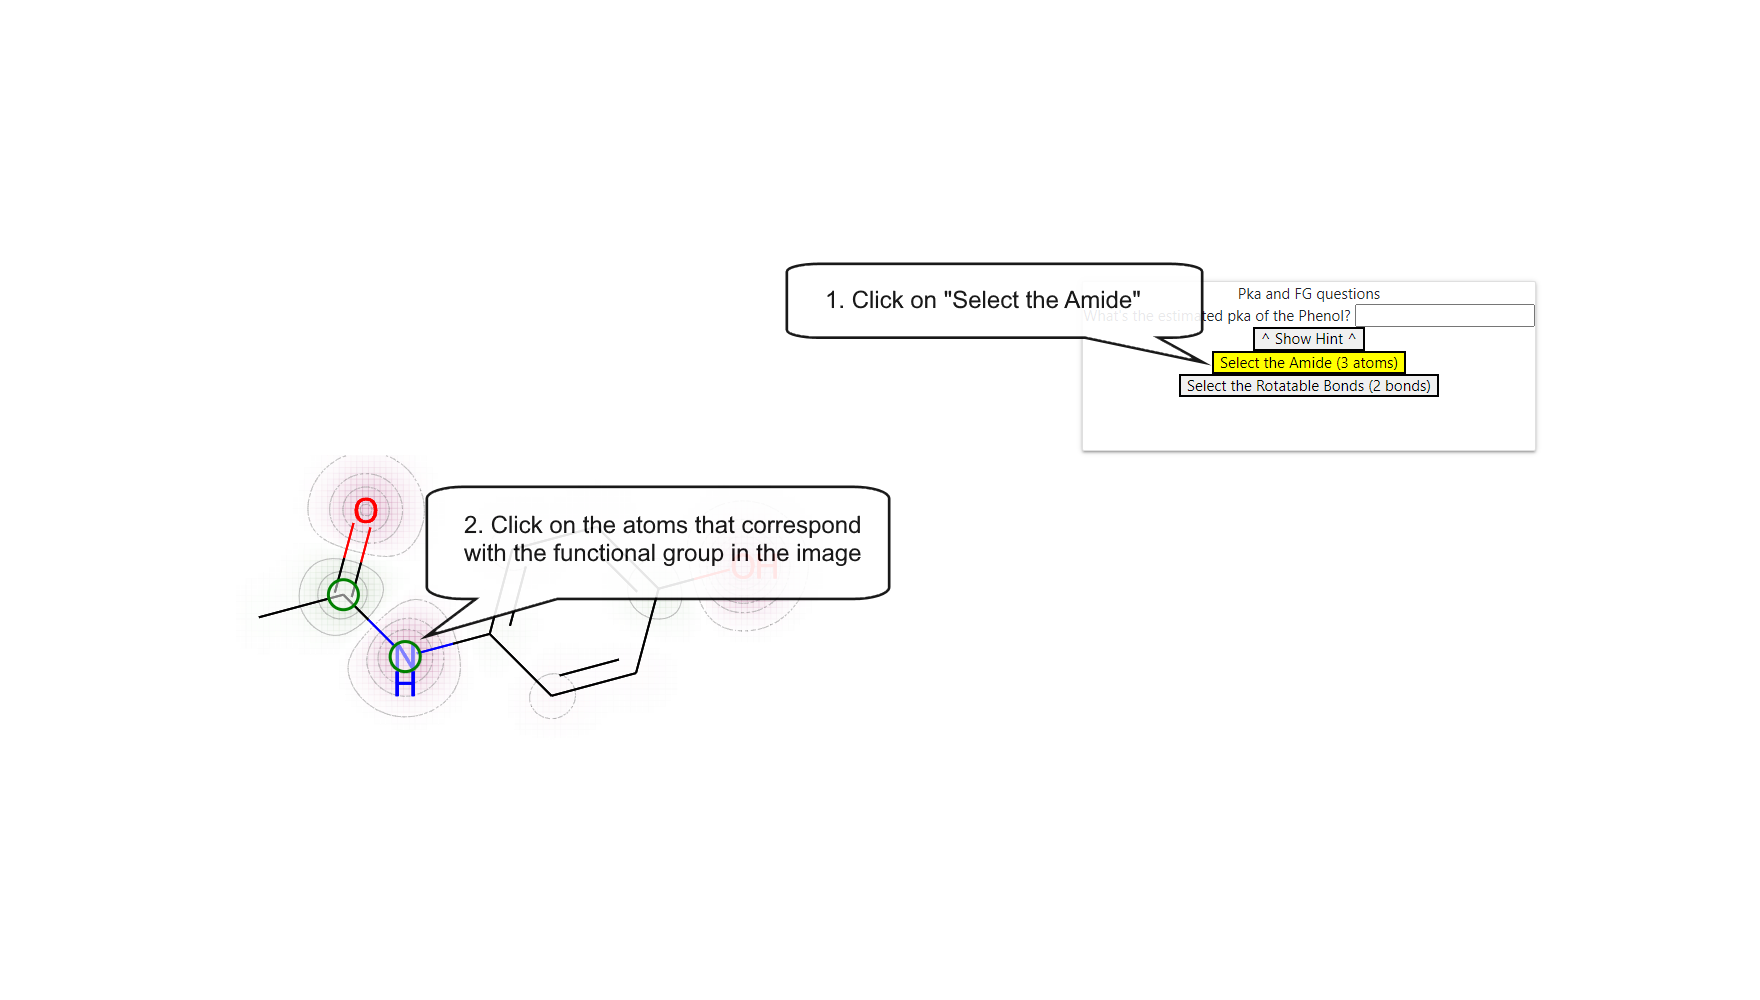 1. Click on "Select the Amide"
Pka and FG questions
What's the estimated pka of the Phenol?
^ Show Hint ^
Select the Amide (3 atoms)
Select the Rotatable Bonds (2 bonds)
O
2. Click on the atoms that correspond
with the functional group in the image
OH
N
H